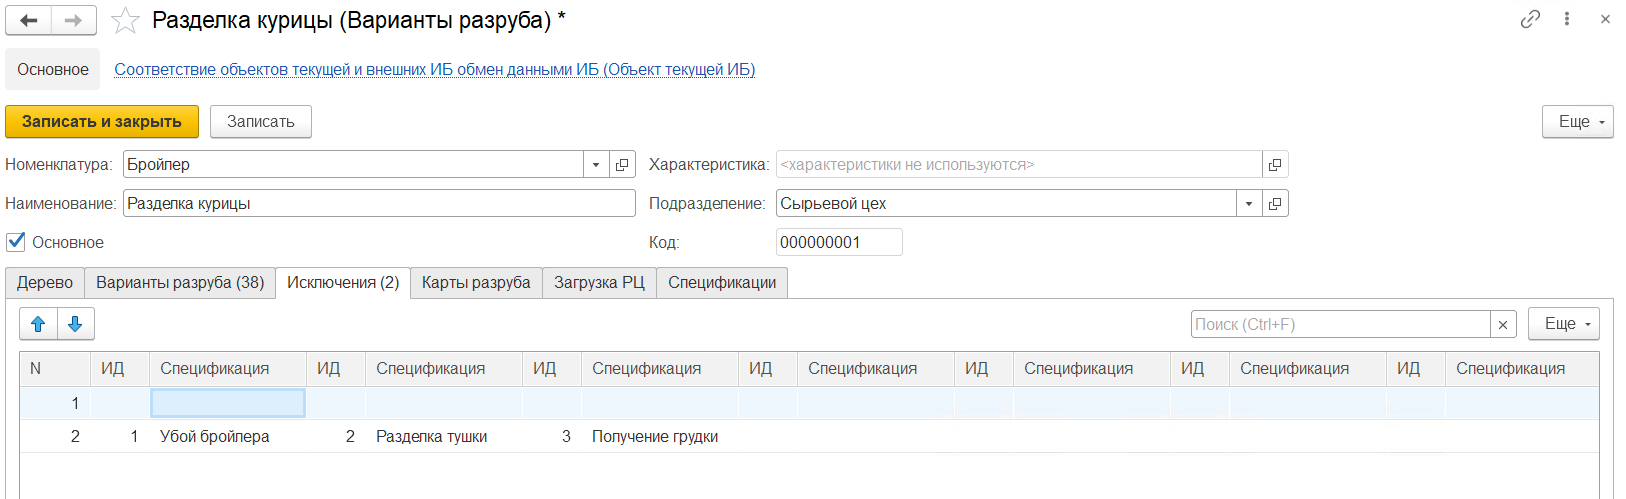 Разделка курицы (Варианты разруба) *
Основное Соответствие объектов текущей и внешних ИБ обмен данными ИБ (Объект текущей ИБ)
Записать и закрыть Записать Еще
Номенклатура: Бройлер Характеристика: <характеристики не используются>
Наименование: Разделка курицы Подразделение: Сырьевой цех
Основное Код: 000000001
Дерево Варианты разруба (38) Исключения (2) Карты разруба Загрузка РЦ Спецификации
Поиск (Ctrl+F) Еще
N ИД Спецификация ИД Спецификация ИД Спецификация ИД Спецификация ИД Спецификация ИД Спецификация ИД Спецификация
1
2 1 Убой бройлера 2 Разделка тушки 3 Получение грудки